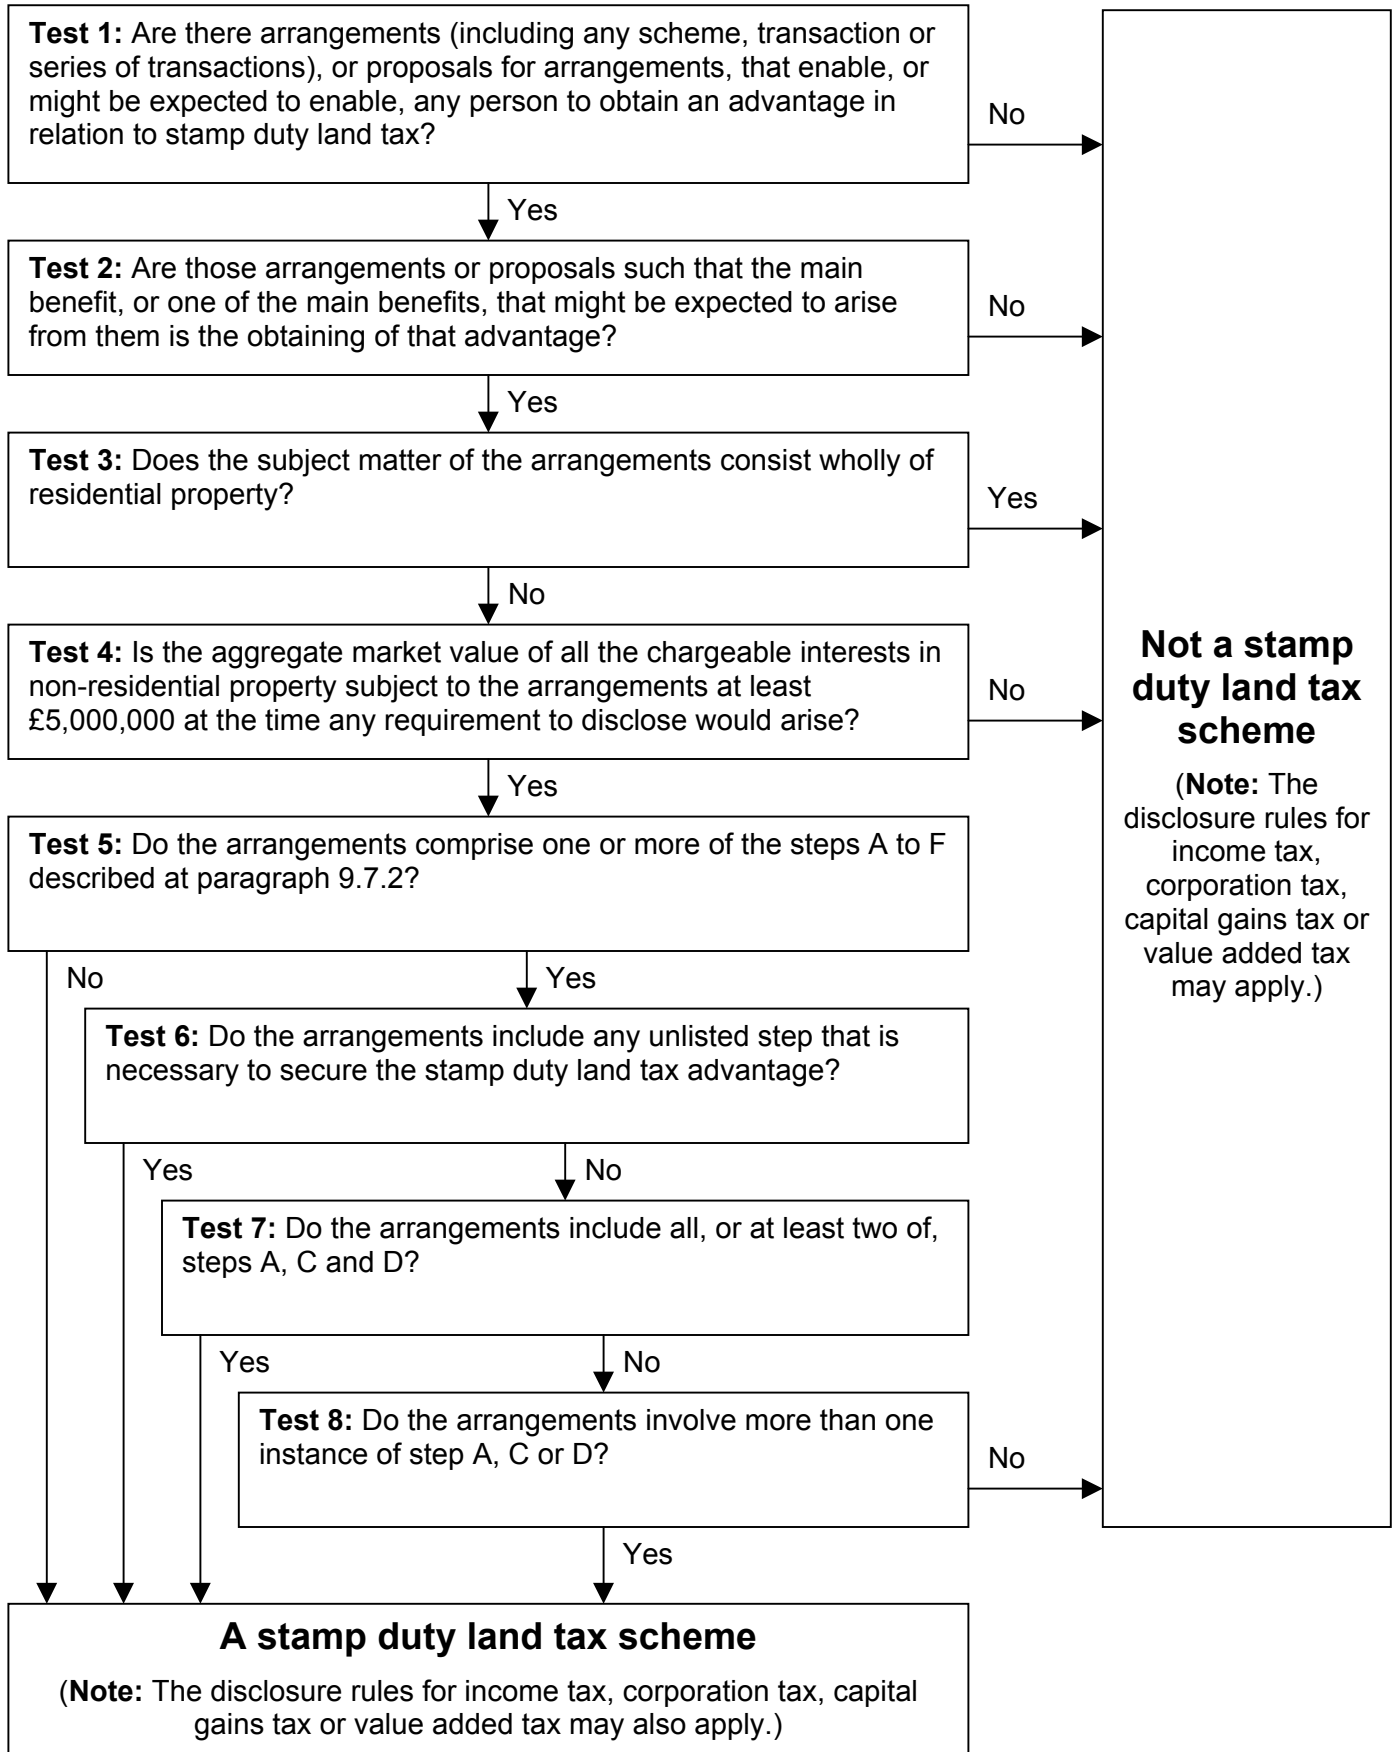 Test 1: Are there arrangements (including any scheme, transaction or
series of transactions), or proposals for arrangements, that enable, or
might be expected to enable, any person to obtain an advantage in
relation to stamp duty land tax?
No
Yes
Test 2: Are those arrangements or proposals such that the main
benefit, or one of the main benefits, that might be expected to arise
from them is the obtaining of that advantage?
No
Yes
Test 3: Does the subject matter of the arrangements consist wholly of
residential property?
Yes
No
Test 4: Is the aggregate market value of all the chargeable interests in
non-residential property subject to the arrangements at least
£5,000,000 at the time any requirement to disclose would arise?
No
Yes
Test 5: Do the arrangements comprise one or more of the steps A to F
described at paragraph 9.7.2?
No
Yes
Test 6: Do the arrangements include any unlisted step that is
necessary to secure the stamp duty land tax advantage?
Yes
No
Test 7: Do the arrangements include all, or at least two of,
steps A, C and D?
Yes
No
Test 8: Do the arrangements involve more than one
instance of step A, C or D?
No
Yes
Not a stamp
duty land tax
scheme
(Note: The
disclosure rules for
income tax,
corporation tax,
capital gains tax or
value added tax
may apply.)
A stamp duty land tax scheme
(Note: The disclosure rules for income tax, corporation tax, capital
gains tax or value added tax may also apply.)